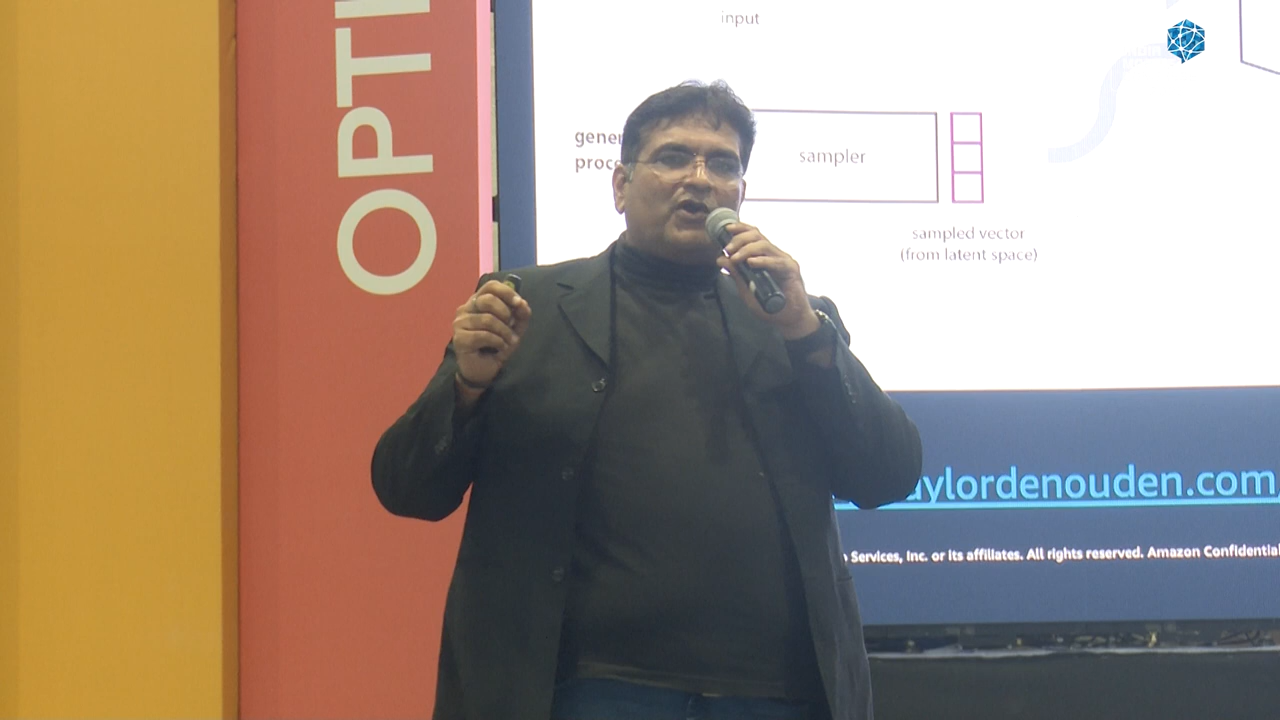 OPTI
input
sampler
sampled vector
(from latent space)
aylordenouden.com
Services, Inc. or its affiliates. All rights reserved. Amazon Confidential